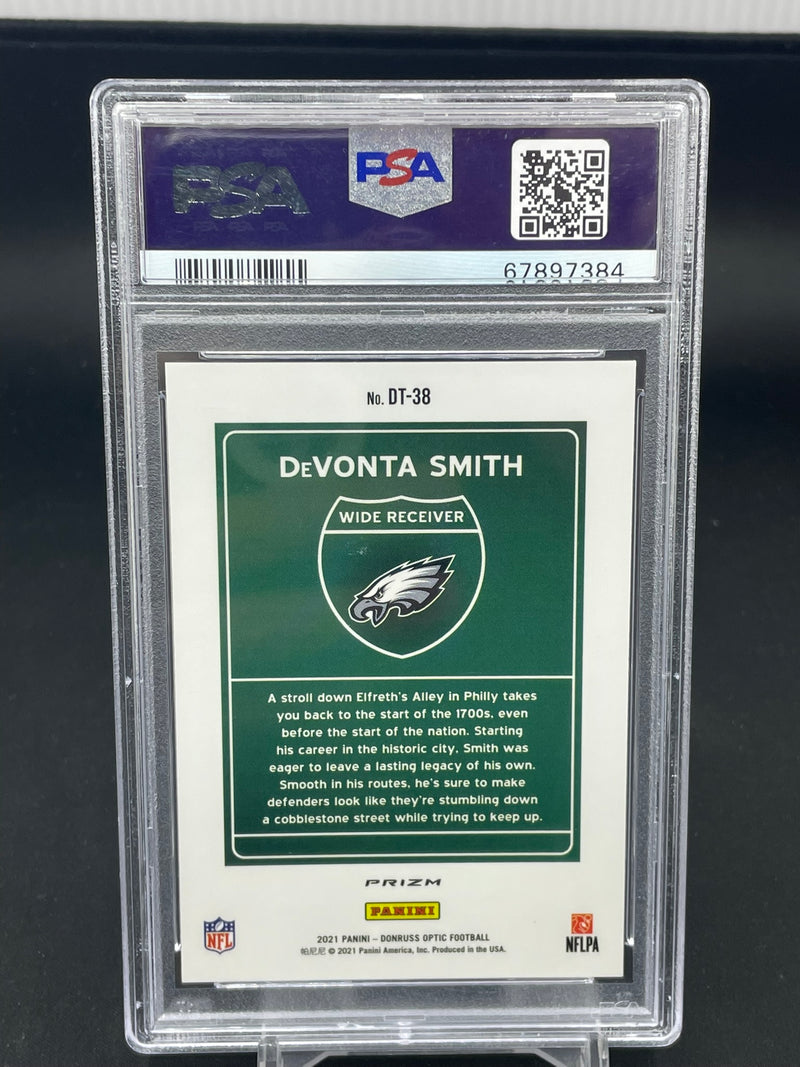 PSA
PSA
PSA PSA PSA
67897384
No. DT-38
DEVONTA SMITH
WIDE RECEIVER
A stroll down Elfreth's Alley in Philly takes
you back to the start of the 1700s, even
before the start of the nation. Starting
his career in the historic city, Smith was
eager to leave a lasting legacy of his own.
Smooth in his routes, he's sure to make
defenders look like they're stumbling down
a cobblestone street while trying to keep up.
PRIZM
PANINI
NFL
NFLPA
2021 PANINI – DONRUSS OPTIC FOOTBALL
帕尼尼 © 2021 Panini America, Inc. Produced in the USA.
PSA